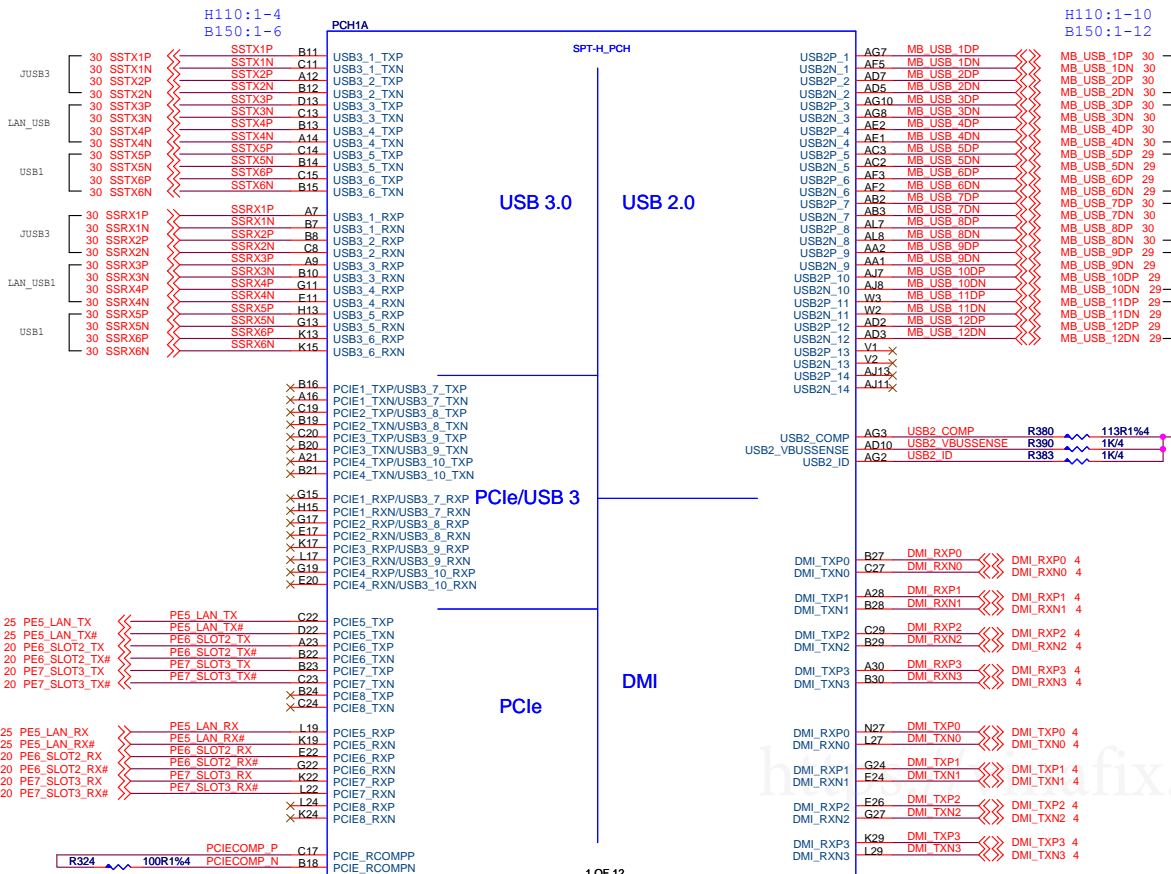 H110:1-4
B150:1-6
H110:1-10
B150:1-12
PCH1A
SPT-H_PCH
USB 3.0
USB 2.0
PCIe/USB 3
PCIe
DMI
JUSB3
30 SSTX1P SSTX1P B11 USB3_1_TXP
30 SSTX1N SSTX1N C11 USB3_1_TXN
30 SSTX2P SSTX2P A12 USB3_2_TXP
30 SSTX2N SSTX2N B12 USB3_2_TXN
LAN_USB
30 SSTX3P SSTX3P D13 USB3_3_TXP
30 SSTX3N SSTX3N C13 USB3_3_TXN
30 SSTX4P SSTX4P B13 USB3_4_TXP
30 SSTX4N SSTX4N A14 USB3_4_TXN
USB1
30 SSTX5P SSTX5P C14 USB3_5_TXP
30 SSTX5N SSTX5N B14 USB3_5_TXN
30 SSTX6P SSTX6P C15 USB3_6_TXP
30 SSTX6N SSTX6N B15 USB3_6_TXN
JUSB3
30 SSRX1P SSRX1P A7 USB3_1_RXP
30 SSRX1N SSRX1N B7 USB3_1_RXN
30 SSRX2P SSRX2P B8 USB3_2_RXP
30 SSRX2N SSRX2N C8 USB3_2_RXN
LAN_USB1
30 SSRX3P SSRX3P A9 USB3_3_RXP
30 SSRX3N SSRX3N B10 USB3_3_RXN
30 SSRX4P SSRX4P G11 USB3_4_RXP
30 SSRX4N SSRX4N E11 USB3_4_RXN
USB1
30 SSRX5P SSRX5P H13 USB3_5_RXP
30 SSRX5N SSRX5N G13 USB3_5_RXN
30 SSRX6P SSRX6P K13 USB3_6_RXP
30 SSRX6N SSRX6N K15 USB3_6_RXN
B16 PCIE1_TXP/USB3_7_TXP
A16 PCIE1_TXN/USB3_7_TXN
C19 PCIE2_TXP/USB3_8_TXP
B19 PCIE2_TXN/USB3_8_TXN
C20 PCIE3_TXP/USB3_9_TXP
B20 PCIE3_TXN/USB3_9_TXN
A21 PCIE4_TXP/USB3_10_TXP
B21 PCIE4_TXN/USB3_10_TXN
G15 PCIE1_RXP/USB3_7_RXP
H15 PCIE1_RXN/USB3_7_RXN
G17 PCIE2_RXP/USB3_8_RXP
E17 PCIE2_RXN/USB3_8_RXN
K17 PCIE3_RXP/USB3_9_RXP
L17 PCIE3_RXN/USB3_9_RXN
G19 PCIE4_RXP/USB3_10_RXP
E20 PCIE4_RXN/USB3_10_RXN
25 PE5_LAN_TX PE5_LAN_TX C22 PCIE5_TXP
25 PE5_LAN_TX# PE5_LAN_TX# D22 PCIE5_TXN
20 PE6_SLOT2_TX PE6_SLOT2_TX A23 PCIE6_TXP
20 PE6_SLOT2_TX# PE6_SLOT2_TX# B22 PCIE6_TXN
20 PE7_SLOT3_TX PE7_SLOT3_TX B23 PCIE7_TXP
20 PE7_SLOT3_TX# PE7_SLOT3_TX# C23 PCIE7_TXN
B24 PCIE8_TXP
C24 PCIE8_TXN
25 PE5_LAN_RX PE5_LAN_RX L19 PCIE5_RXP
25 PE5_LAN_RX# PE5_LAN_RX# K19 PCIE5_RXN
20 PE6_SLOT2_RX PE6_SLOT2_RX E22 PCIE6_RXP
20 PE6_SLOT2_RX# PE6_SLOT2_RX# G22 PCIE6_RXN
20 PE7_SLOT3_RX PE7_SLOT3_RX K22 PCIE7_RXP
20 PE7_SLOT3_RX# PE7_SLOT3_RX# L22 PCIE7_RXN
L24 PCIE8_RXP
K24 PCIE8_RXN
PCIECOMP_P C17 PCIE_RCOMPP
R324 100R1%4 PCIECOMP_N B18 PCIE_RCOMPN
USB2P_1 AG7 MB_USB_1DP MB_USB_1DP 30
USB2N_1 AF5 MB_USB_1DN MB_USB_1DN 30
USB2P_2 AD7 MB_USB_2DP MB_USB_2DP 30
USB2N_2 AD5 MB_USB_2DN MB_USB_2DN 30
USB2P_3 AG10 MB_USB_3DP MB_USB_3DP 30
USB2N_3 AG8 MB_USB_3DN MB_USB_3DN 30
USB2P_4 AE2 MB_USB_4DP MB_USB_4DP 30
USB2N_4 AE1 MB_USB_4DN MB_USB_4DN 30
USB2P_5 AC3 MB_USB_5DP MB_USB_5DP 29
USB2N_5 AC2 MB_USB_5DN MB_USB_5DN 29
USB2P_6 AF3 MB_USB_6DP MB_USB_6DP 29
USB2N_6 AF2 MB_USB_6DN MB_USB_6DN 29
USB2P_7 AB2 MB_USB_7DP MB_USB_7DP 30
USB2N_7 AB3 MB_USB_7DN MB_USB_7DN 30
USB2P_8 AL7 MB_USB_8DP MB_USB_8DP 30
USB2N_8 AL8 MB_USB_8DN MB_USB_8DN 30
USB2P_9 AA2 MB_USB_9DP MB_USB_9DP 29
USB2N_9 AA1 MB_USB_9DN MB_USB_9DN 29
USB2P_10 AJ7 MB_USB_10DP MB_USB_10DP 29
USB2N_10 AJ8 MB_USB_10DN MB_USB_10DN 29
USB2P_11 W3 MB_USB_11DP MB_USB_11DP 29
USB2N_11 W2 MB_USB_11DN MB_USB_11DN 29
USB2P_12 AD2 MB_USB_12DP MB_USB_12DP 29
USB2N_12 AD3 MB_USB_12DN MB_USB_12DN 29
USB2P_13 V1
USB2N_13 V2
USB2P_14 AJ13
USB2N_14 AJ11
USB2_COMP AG3 USB2_COMP R380 113R1%4
USB2_VBUSSENSE AD10 USB2_VBUSSENSE R390 1K/4
USB2_ID AG2 USB2_ID R383 1K/4
DMI_TXP0 B27 DMI_RXP0 DMI_RXP0 4
DMI_TXN0 C27 DMI_RXN0 DMI_RXN0 4
DMI_TXP1 A28 DMI_RXP1 DMI_RXP1 4
DMI_TXN1 B28 DMI_RXN1 DMI_RXN1 4
DMI_TXP2 C29 DMI_RXP2 DMI_RXP2 4
DMI_TXN2 B29 DMI_RXN2 DMI_RXN2 4
DMI_TXP3 A30 DMI_RXP3 DMI_RXP3 4
DMI_TXN3 B30 DMI_RXN3 DMI_RXN3 4
DMI_RXP0 N27 DMI_TXP0 DMI_TXP0 4
DMI_RXN0 L27 DMI_TXN0 DMI_TXN0 4
DMI_RXP1 G24 DMI_TXP1 DMI_TXP1 4
DMI_RXN1 E24 DMI_TXN1 DMI_TXN1 4
DMI_RXP2 E26 DMI_TXP2 DMI_TXP2 4
DMI_RXN2 G27 DMI_TXN2 DMI_TXN2 4
DMI_RXP3 K29 DMI_TXP3 DMI_TXP3 4
DMI_RXN3 L29 DMI_TXN3 DMI_TXN3 4
1 OF 12